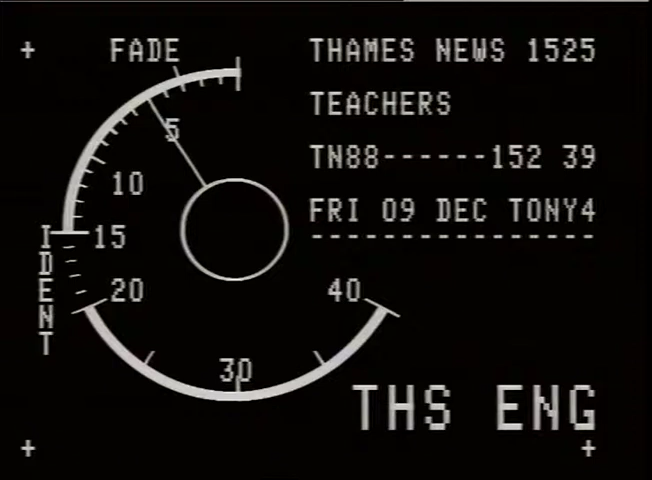 FADE
THAMES NEWS 1525
TEACHERS
5
TN88------152 39
10
FRI 09 DEC TONY4
----------------
15
IDENT
20
40
30
THS ENG